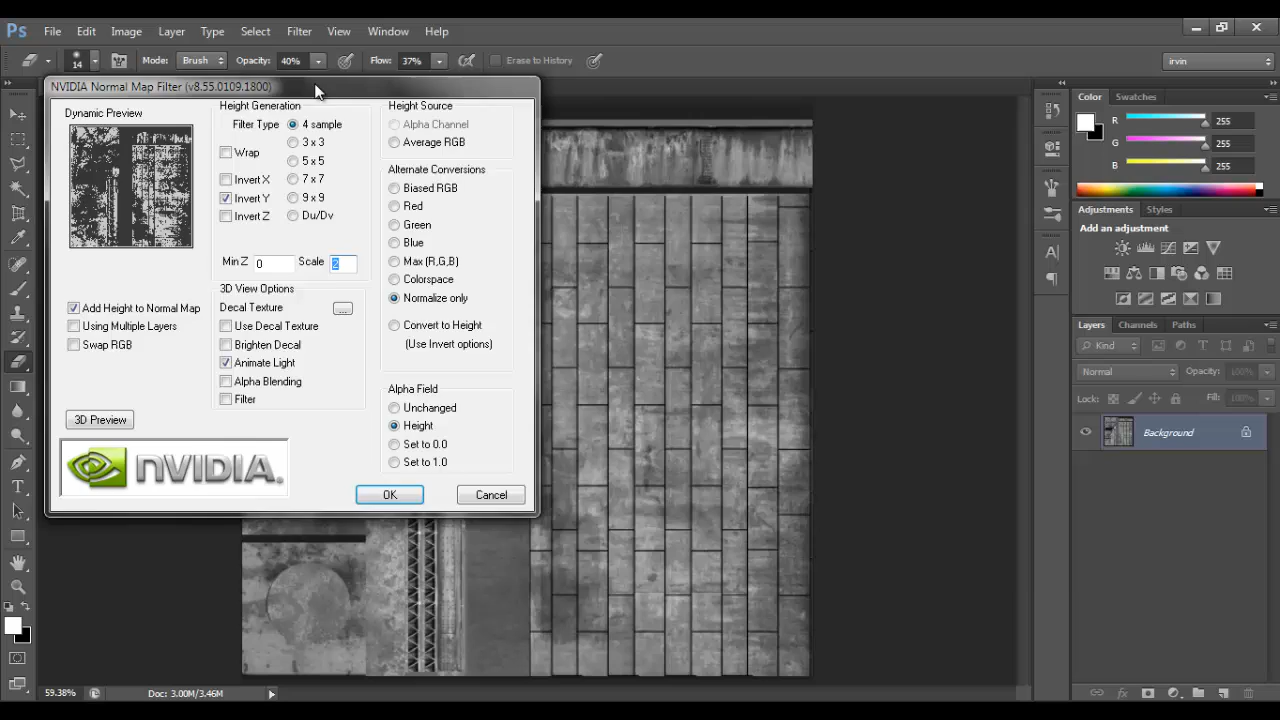 Ps File Edit Image Layer Type Select Filter View Window Help
14 Mode: Brush Opacity: 40% Flow: 37% Erase to History irvin
NVIDIA Normal Map Filter (v8.55.0109.1800)
Dynamic Preview
Height Generation
Filter Type 4 sample
Wrap 3 x 3
5 x 5
Invert X 7 x 7
Invert Y 9 x 9
Invert Z Du/Dv
Min Z 0 Scale 2
3D View Options
Decal Texture ...
Use Decal Texture
Brighten Decal
Animate Light
Alpha Blending
Filter
Add Height to Normal Map
Using Multiple Layers
Swap RGB
3D Preview
nVIDIA.
Height Source
Alpha Channel
Average RGB
Alternate Conversions
Biased RGB
Red
Green
Blue
Max (R,G,B)
Colorspace
Normalize only
Convert to Height
(Use Invert options)
Alpha Field
Unchanged
Height
Set to 0.0
Set to 1.0
OK Cancel
Color Swatches
R 255
G 255
B 255
Adjustments Styles
Add an adjustment
Layers Channels Paths
Kind
Normal Opacity: 100%
Lock: Fill: 100%
Background
59.38% Doc: 3.00M/3.46M